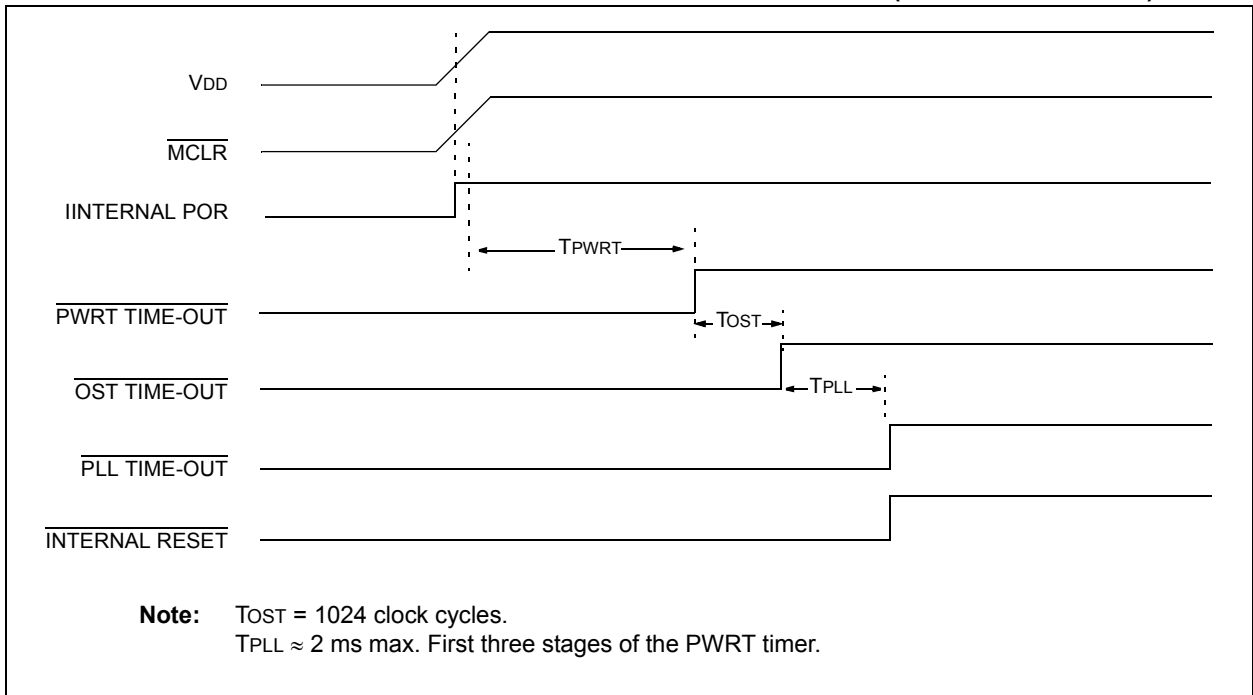 VDD
MCLR
IINTERNAL POR
TPWRT
PWRT TIME-OUT
TOST
OST TIME-OUT
TPLL
PLL TIME-OUT
INTERNAL RESET
Note: TOST = 1024 clock cycles.
TPLL ≈ 2 ms max. First three stages of the PWRT timer.